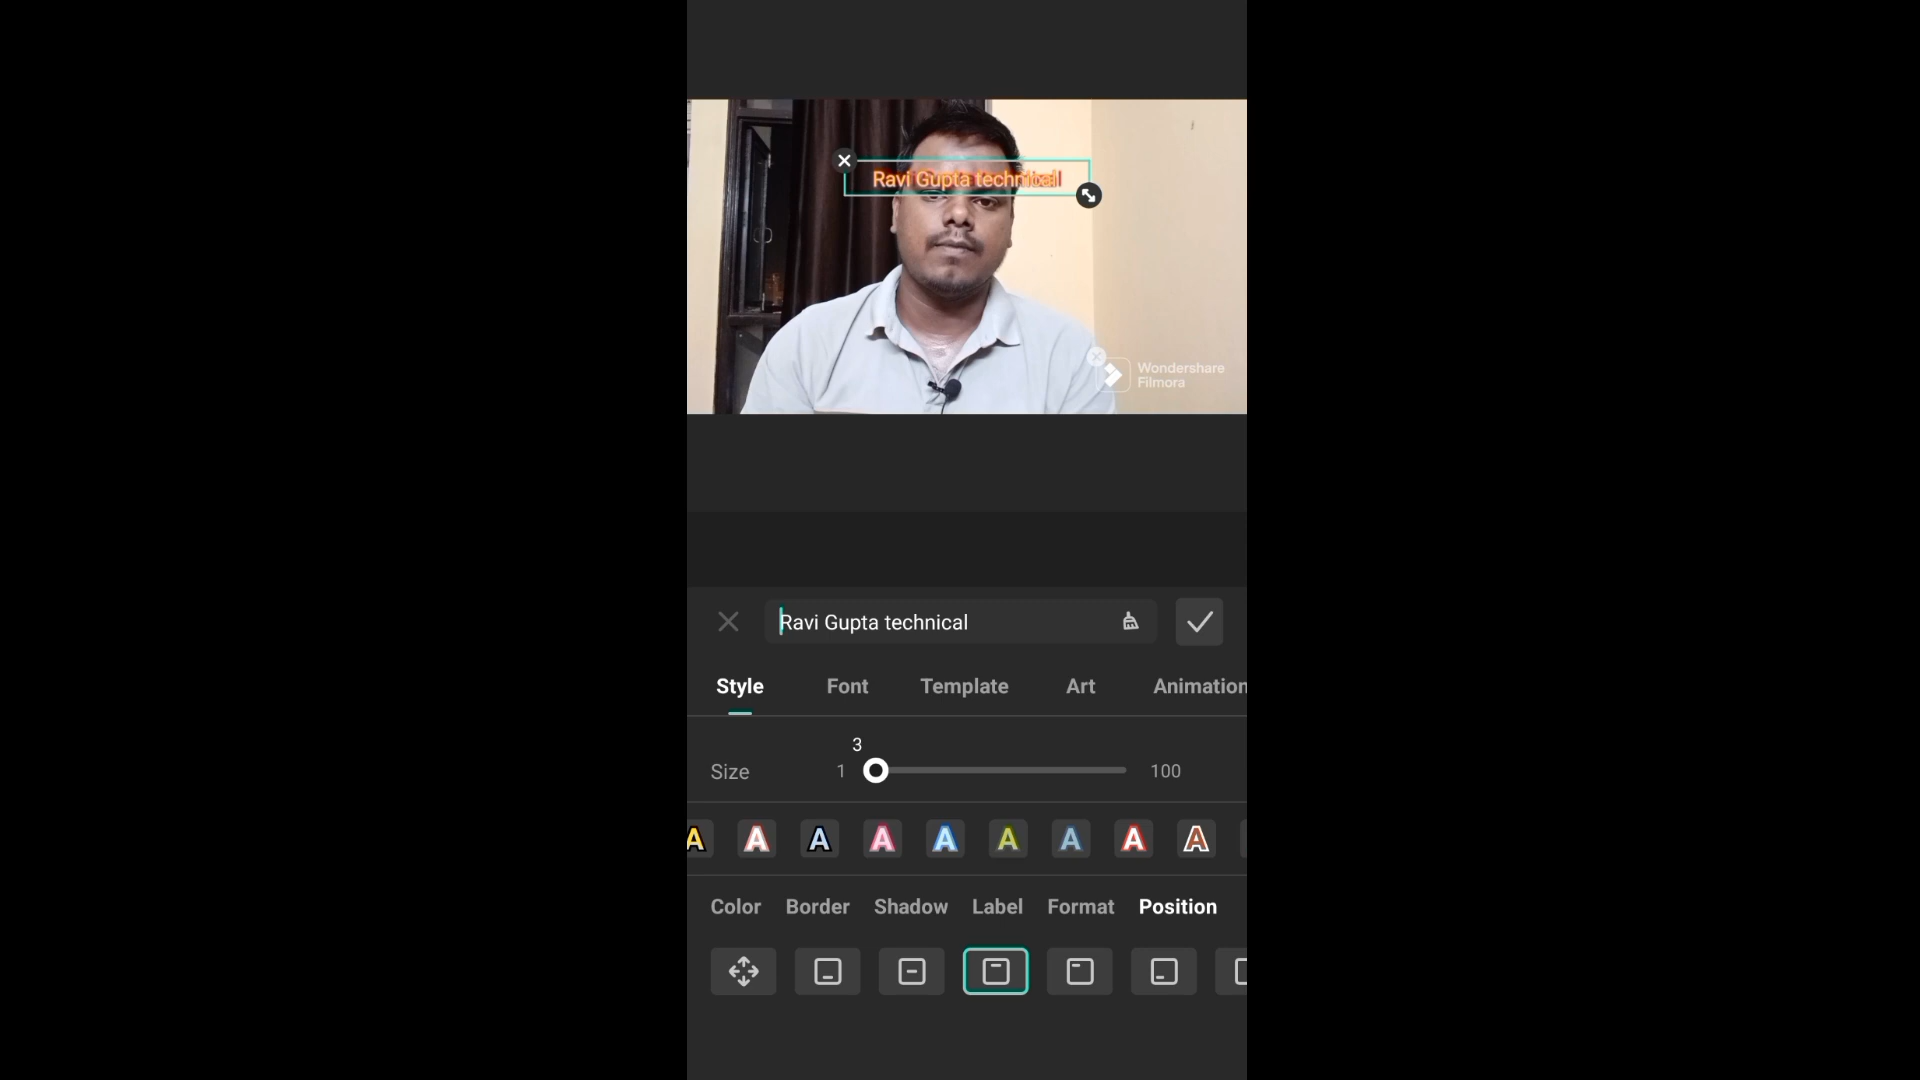 Ravi Gupta technical
Wondershare
Filmora
Ravi Gupta technical
Style Font Template Art Animation
3
Size 1 100
A A A A A A A A A
Color Border Shadow Label Format Position